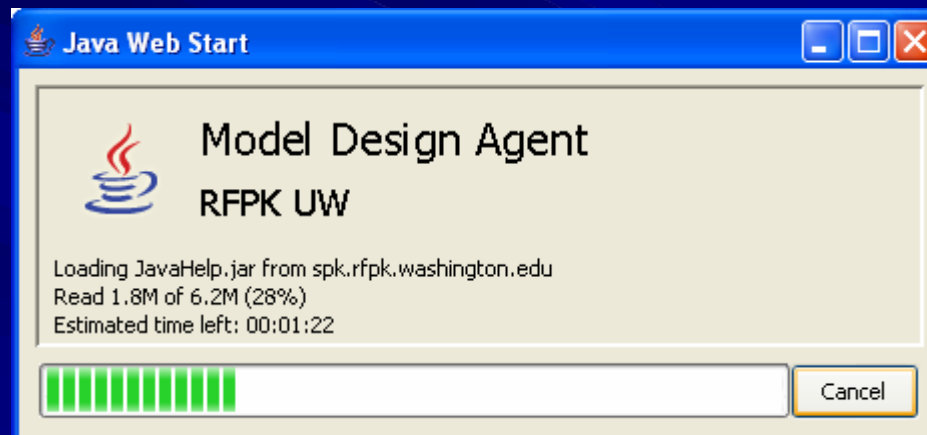 Java Web Start
Model Design Agent
RFPK UW
Loading JavaHelp.jar from spk.rfpk.washington.edu
Read 1.8M of 6.2M (28%)
Estimated time left: 00:01:22
Cancel